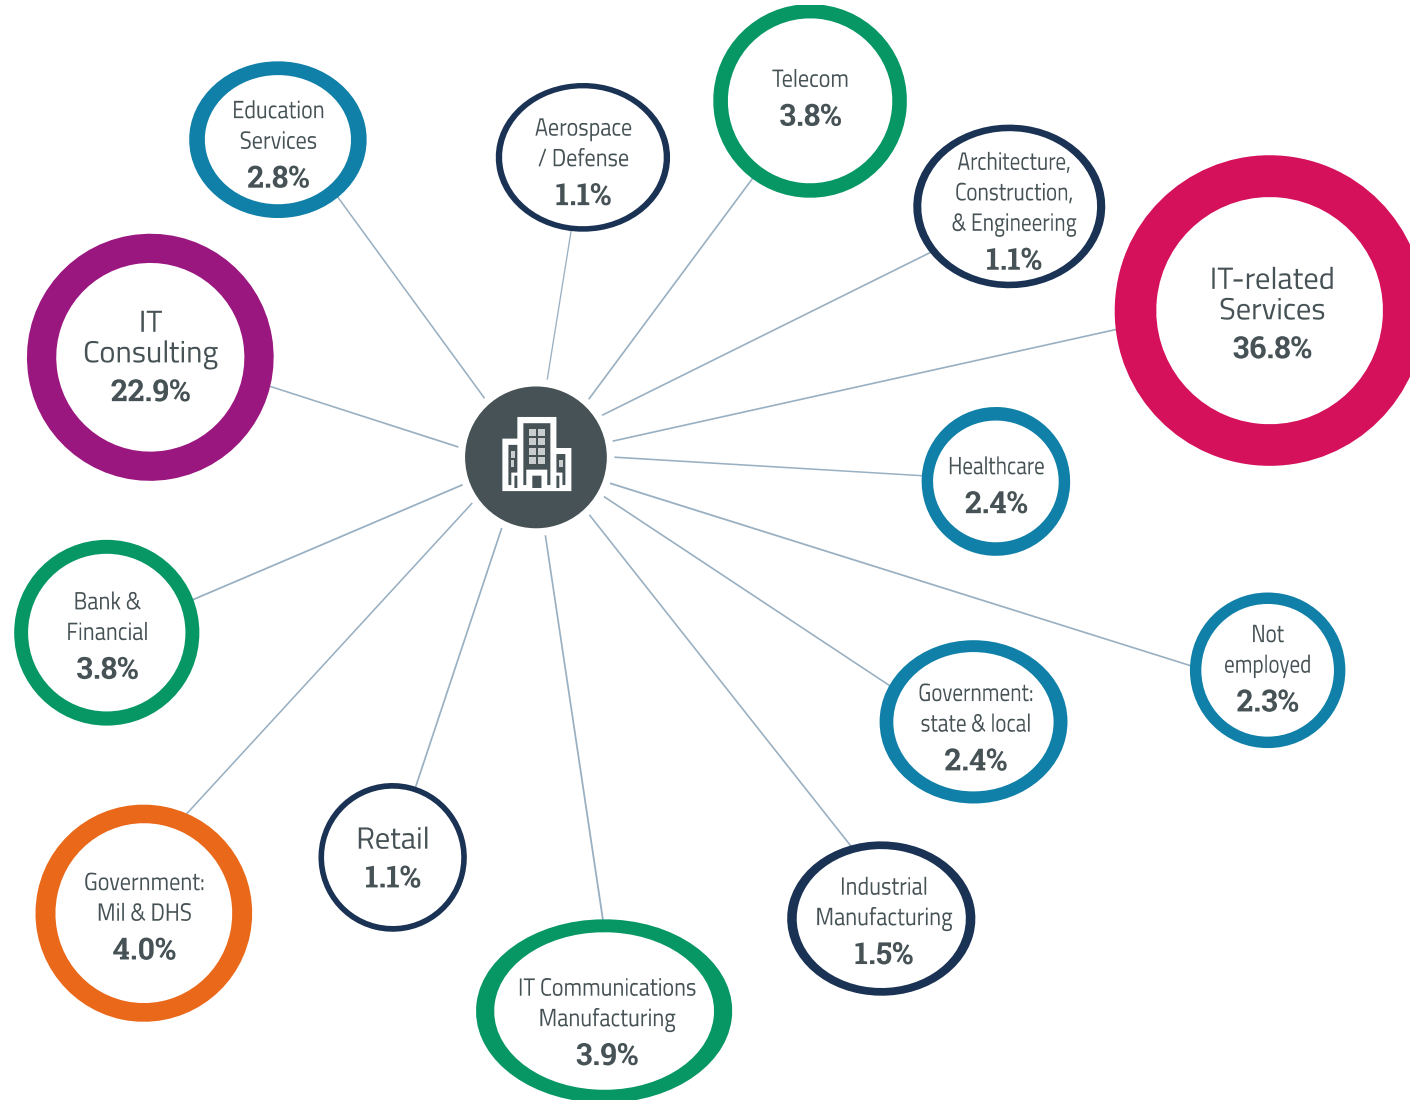 Telecom
3.8%
Education
Services
2.8%
Aerospace
/ Defense
1.1%
Architecture,
Construction,
& Engineering
1.1%
IT-related
Services
36.8%
IT
Consulting
22.9%
Healthcare
2.4%
Bank &
Financial
3.8%
Not
employed
2.3%
Government:
state & local
2.4%
Retail
1.1%
Government:
Mil & DHS
4.0%
Industrial
Manufacturing
1.5%
IT Communications
Manufacturing
3.9%